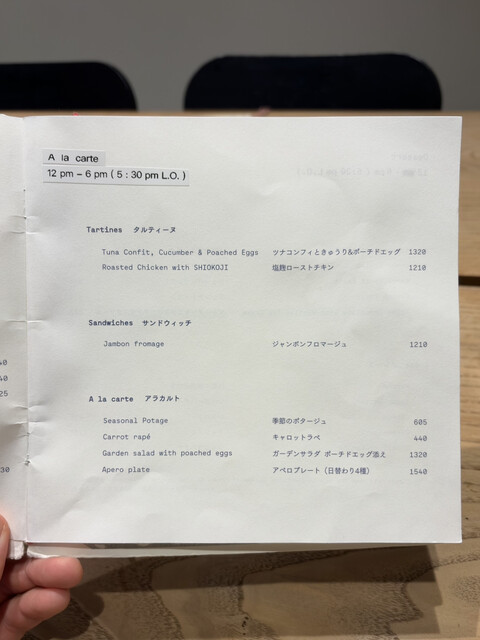 A la carte
12 pm – 6 pm ( 5 : 30 pm L.O. )
Tartines タルティーヌ
Tuna Confit, Cucumber & Poached Eggs ツナコンフィときゅうり&ポーチドエッグ 1320
Roasted Chicken with SHIOKOJI 塩麹ローストチキン 1210
Sandwiches サンドウィッチ
Jambon fromage ジャンボンフロマージュ 1210
A la carte アラカルト
Seasonal Potage 季節のポタージュ 605
Carrot rapé キャロットラペ 440
Garden salad with poached eggs ガーデンサラダ ポーチドエッグ添え 1320
Apero plate アペロプレート（日替わり4種） 1540